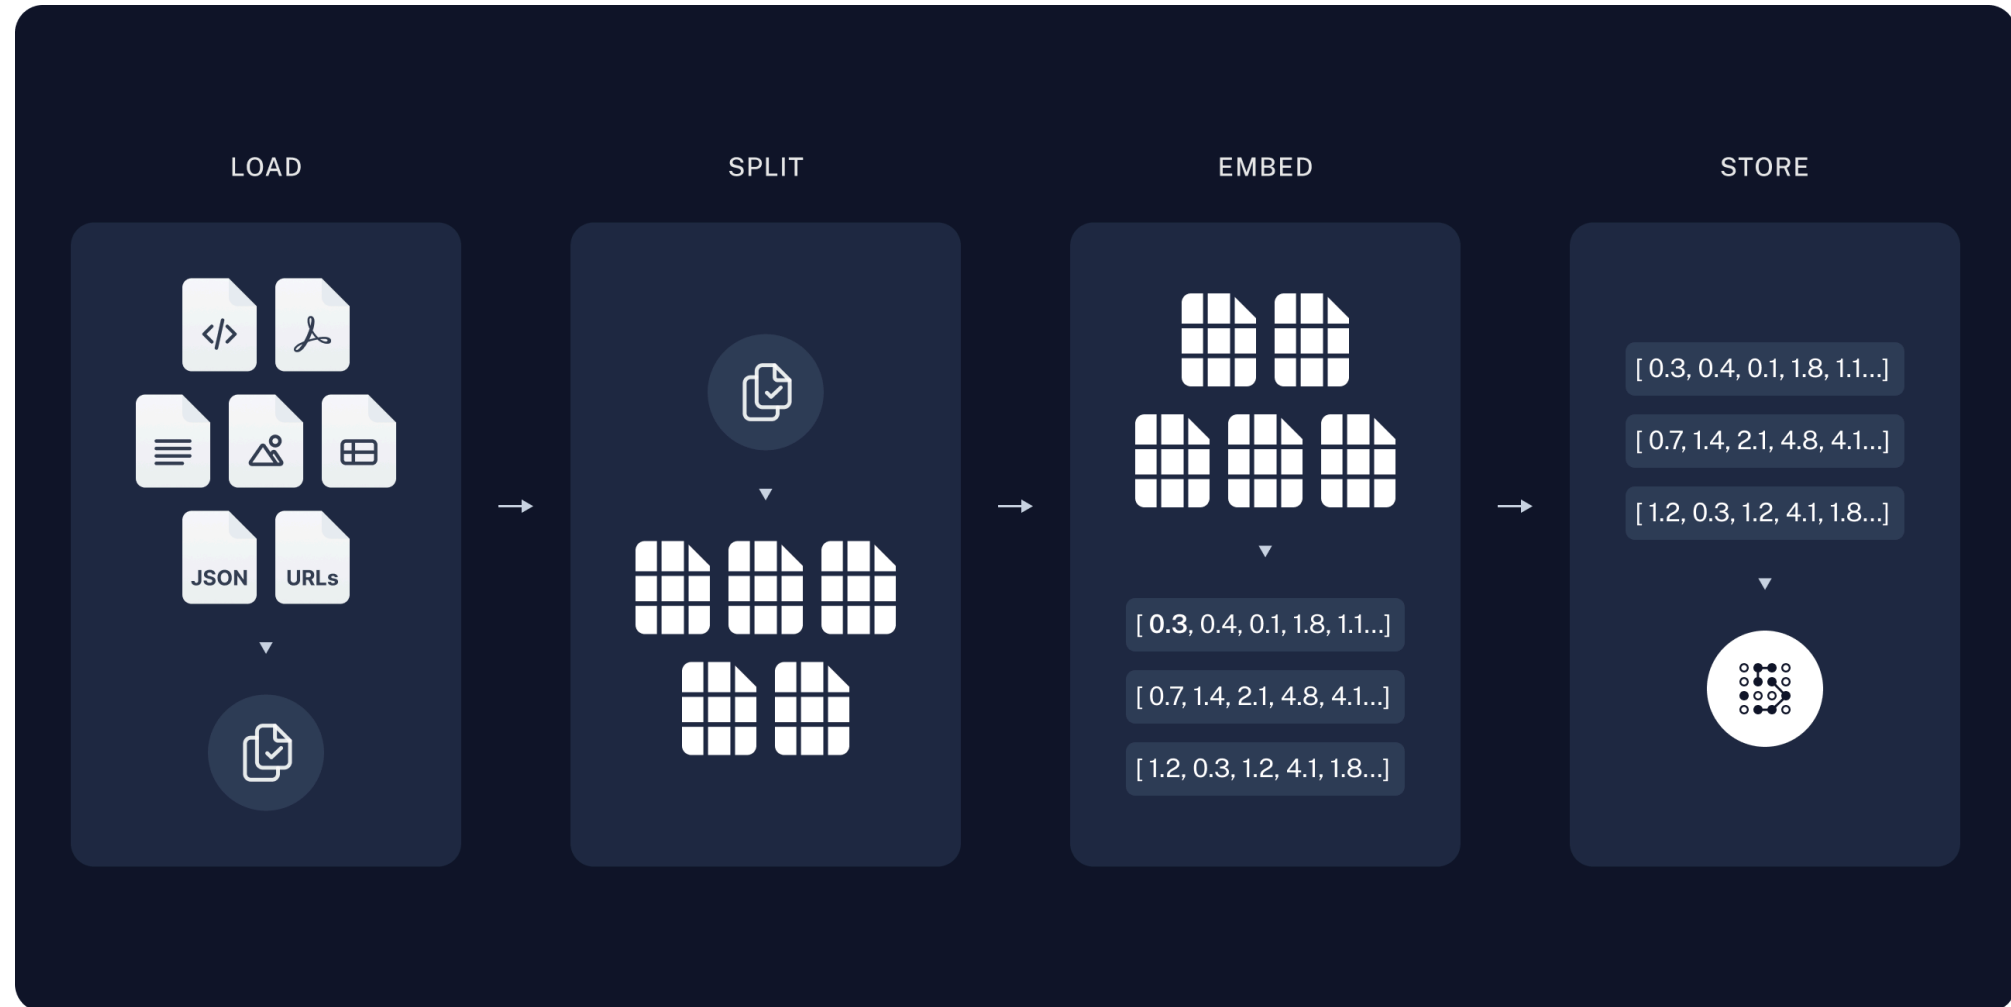 LOAD
SPLIT
EMBED
STORE
JSON
URLs
[ 0.3, 0.4, 0.1, 1.8, 1.1...]
[ 0.7, 1.4, 2.1, 4.8, 4.1...]
[ 1.2, 0.3, 1.2, 4.1, 1.8...]
[ 0.3, 0.4, 0.1, 1.8, 1.1...]
[ 0.7, 1.4, 2.1, 4.8, 4.1...]
[ 1.2, 0.3, 1.2, 4.1, 1.8...]